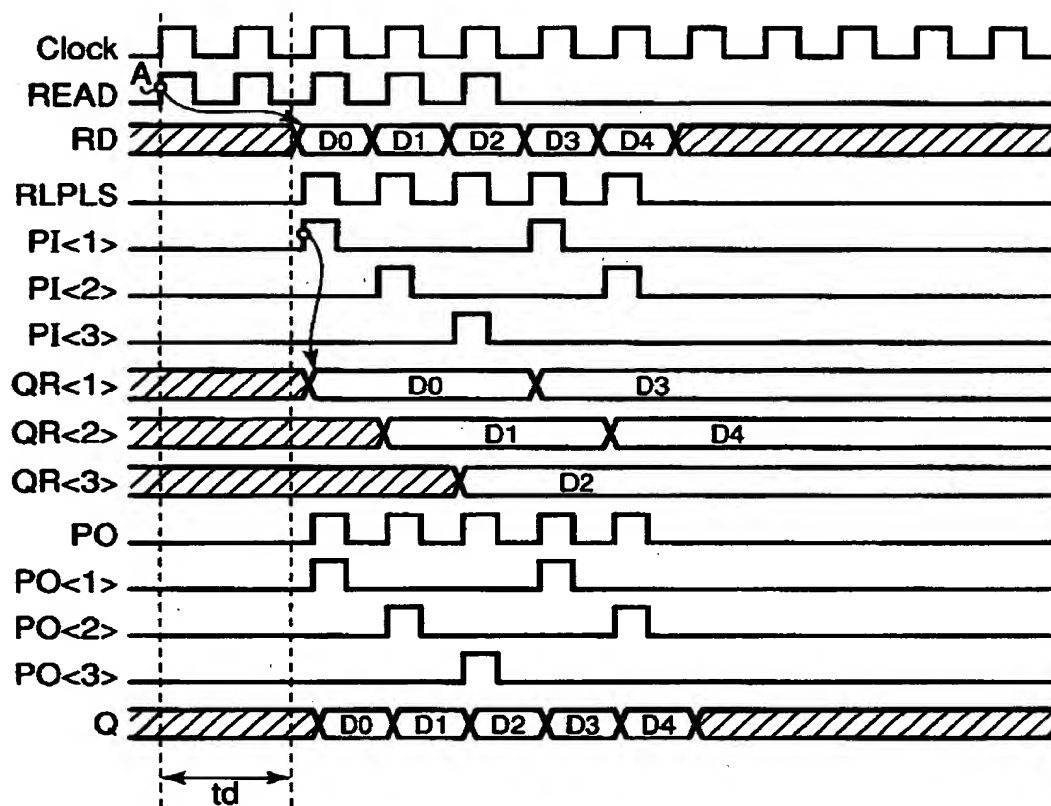 Clock
A
READ
RD D0 D1 D2 D3 D4
RLPLS
PI<1>
PI<2>
PI<3>
QR<1> D0 D3
QR<2> D1 D4
QR<3> D2
PO
PO<1>
PO<2>
PO<3>
Q D0 D1 D2 D3 D4
td